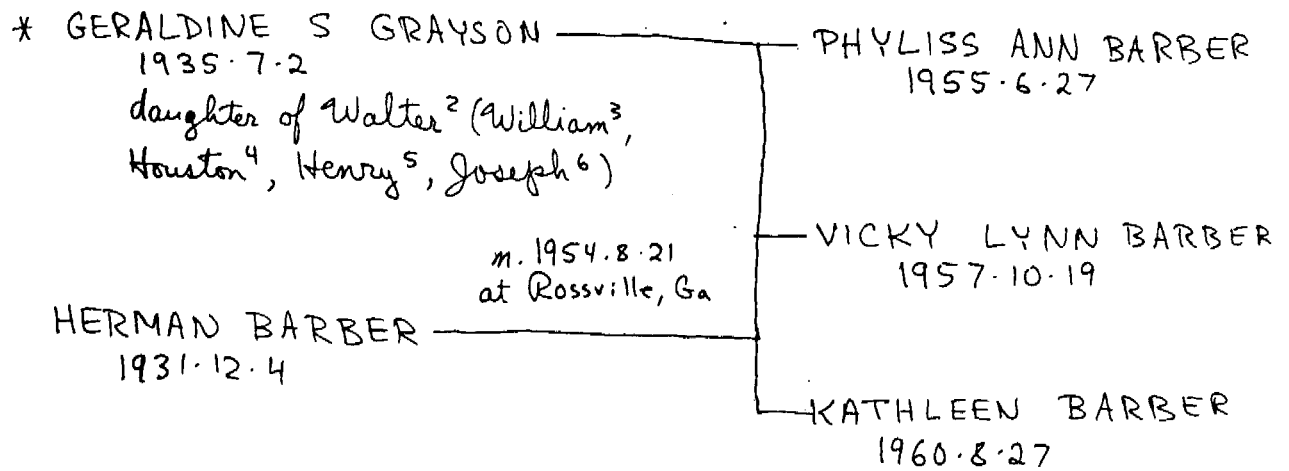 * GERALDINE S GRAYSON
1935·7·2
daughter of Walter² (William³,
Houston⁴, Henry⁵, Joseph⁶)
m. 1954.8.21
at Rossville, Ga
HERMAN BARBER
1931·12·4
PHYLISS ANN BARBER
1955·6·27
VICKY LYNN BARBER
1957·10·19
KATHLEEN BARBER
1960·8·27